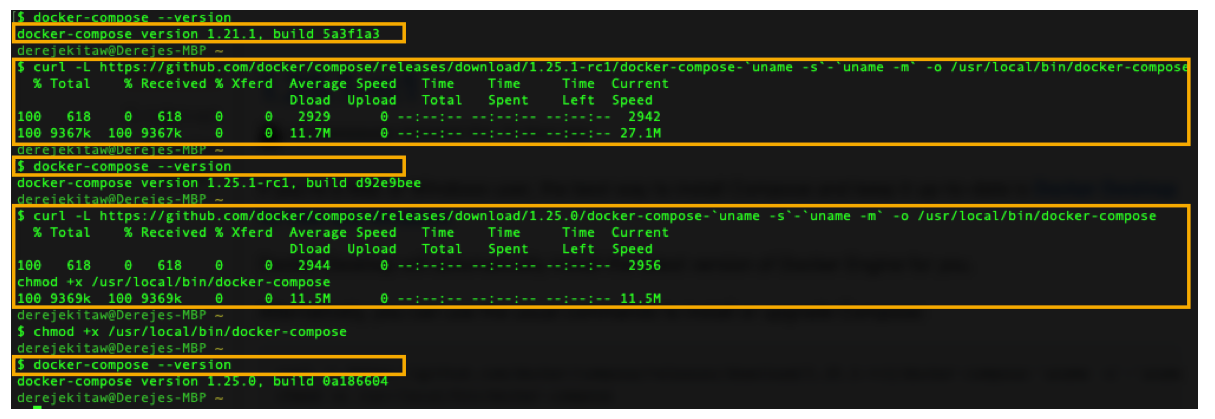 $ docker-compose --version
docker-compose version 1.21.1, build 5a3f1a3
derejekitaw@Derejes-MBP ~
$ curl -L https://github.com/docker/compose/releases/download/1.25.1-rc1/docker-compose-`uname -s`-`uname -m` -o /usr/local/bin/docker-compose
% Total % Received % Xferd Average Speed Time Time Time Current
Dload Upload Total Spent Left Speed
100 618 0 618 0 0 2929 0 --:--:-- --:--:-- --:--:-- 2942
100 9367k 100 9367k 0 0 11.7M 0 --:--:-- --:--:-- --:--:-- 27.1M
derejekitaw@Derejes-MBP ~
$ docker-compose --version
docker-compose version 1.25.1-rc1, build d92e9bee
derejekitaw@Derejes-MBP ~
$ curl -L https://github.com/docker/compose/releases/download/1.25.0/docker-compose-`uname -s`-`uname -m` -o /usr/local/bin/docker-compose
% Total % Received % Xferd Average Speed Time Time Time Current
Dload Upload Total Spent Left Speed
100 618 0 618 0 0 2944 0 --:--:-- --:--:-- --:--:-- 2956
chmod +x /usr/local/bin/docker-compose
100 9369k 100 9369k 0 0 11.5M 0 --:--:-- --:--:-- --:--:-- 11.5M
derejekitaw@Derejes-MBP ~
$ chmod +x /usr/local/bin/docker-compose
derejekitaw@Derejes-MBP ~
$ docker-compose --version
docker-compose version 1.25.0, build 0a186604
derejekitaw@Derejes-MBP ~